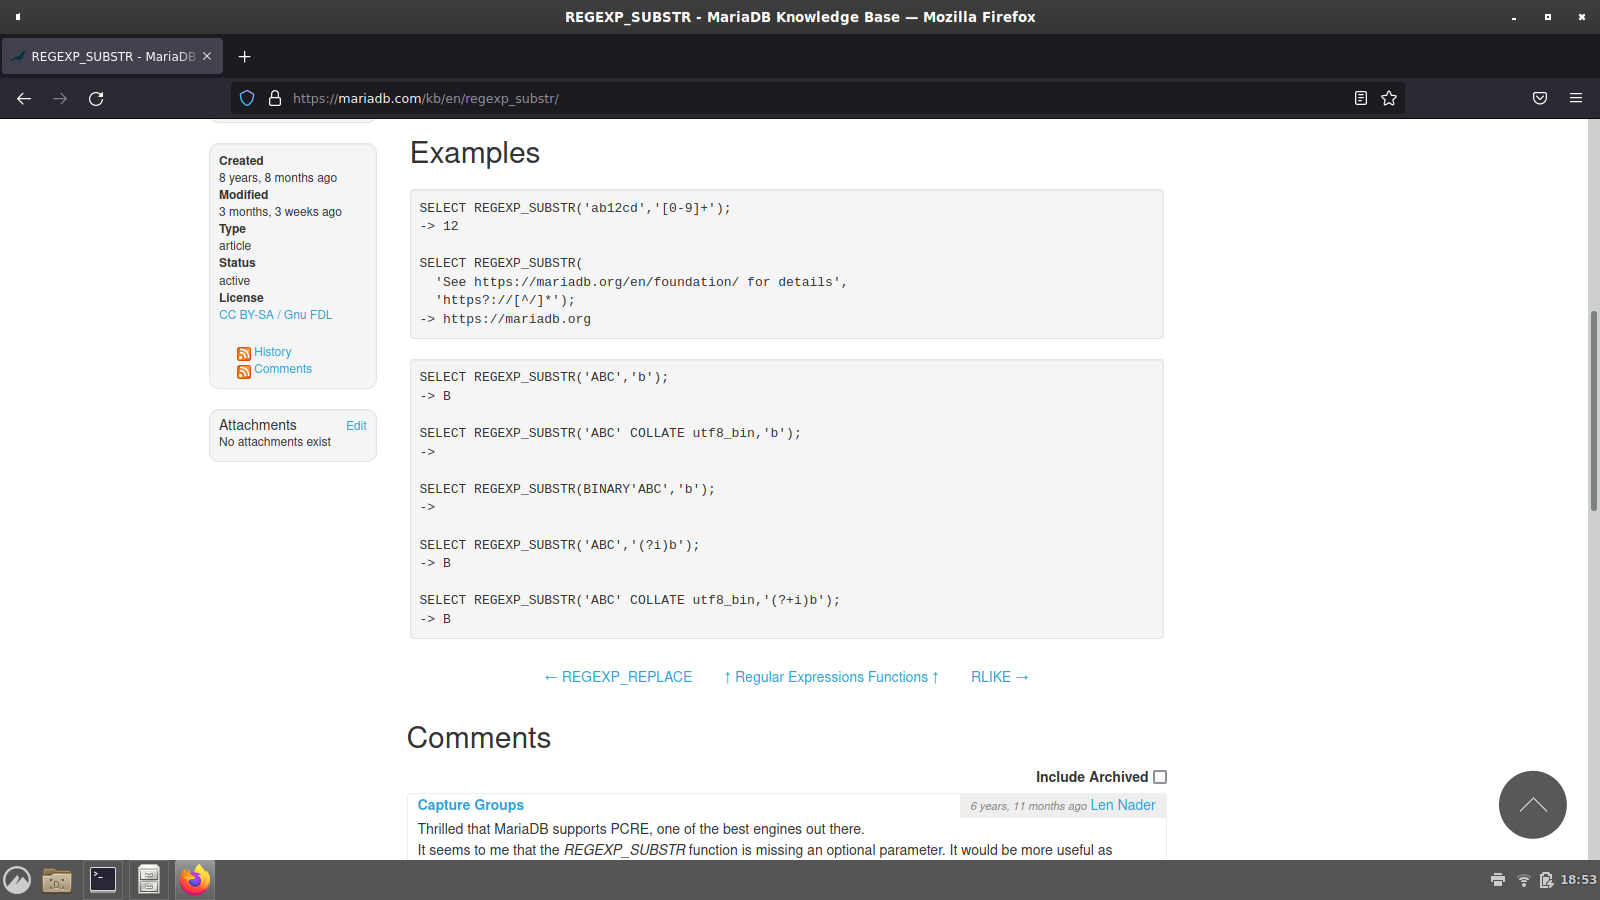 REGEXP_SUBSTR - MariaDB Knowledge Base — Mozilla Firefox
REGEXP_SUBSTR - MariaDB
https://mariadb.com/kb/en/regexp_substr/
Created
8 years, 8 months ago
Modified
3 months, 3 weeks ago
Type
article
Status
active
License
CC BY-SA / Gnu FDL
History
Comments
Attachments Edit
No attachments exist
Examples
SELECT REGEXP_SUBSTR('ab12cd','[0-9]+');
-> 12
SELECT REGEXP_SUBSTR(
'See https://mariadb.org/en/foundation/ for details',
'https?://[^/]*');
-> https://mariadb.org
SELECT REGEXP_SUBSTR('ABC','b');
-> B
SELECT REGEXP_SUBSTR('ABC' COLLATE utf8_bin,'b');
->
SELECT REGEXP_SUBSTR(BINARY'ABC','b');
->
SELECT REGEXP_SUBSTR('ABC','(?i)b');
-> B
SELECT REGEXP_SUBSTR('ABC' COLLATE utf8_bin,'(?+i)b');
-> B
← REGEXP_REPLACE ↑ Regular Expressions Functions ↑ RLIKE →
Comments
Include Archived
Capture Groups 6 years, 11 months ago Len Nader
Thrilled that MariaDB supports PCRE, one of the best engines out there.
It seems to me that the REGEXP_SUBSTR function is missing an optional parameter. It would be more useful as
18:53